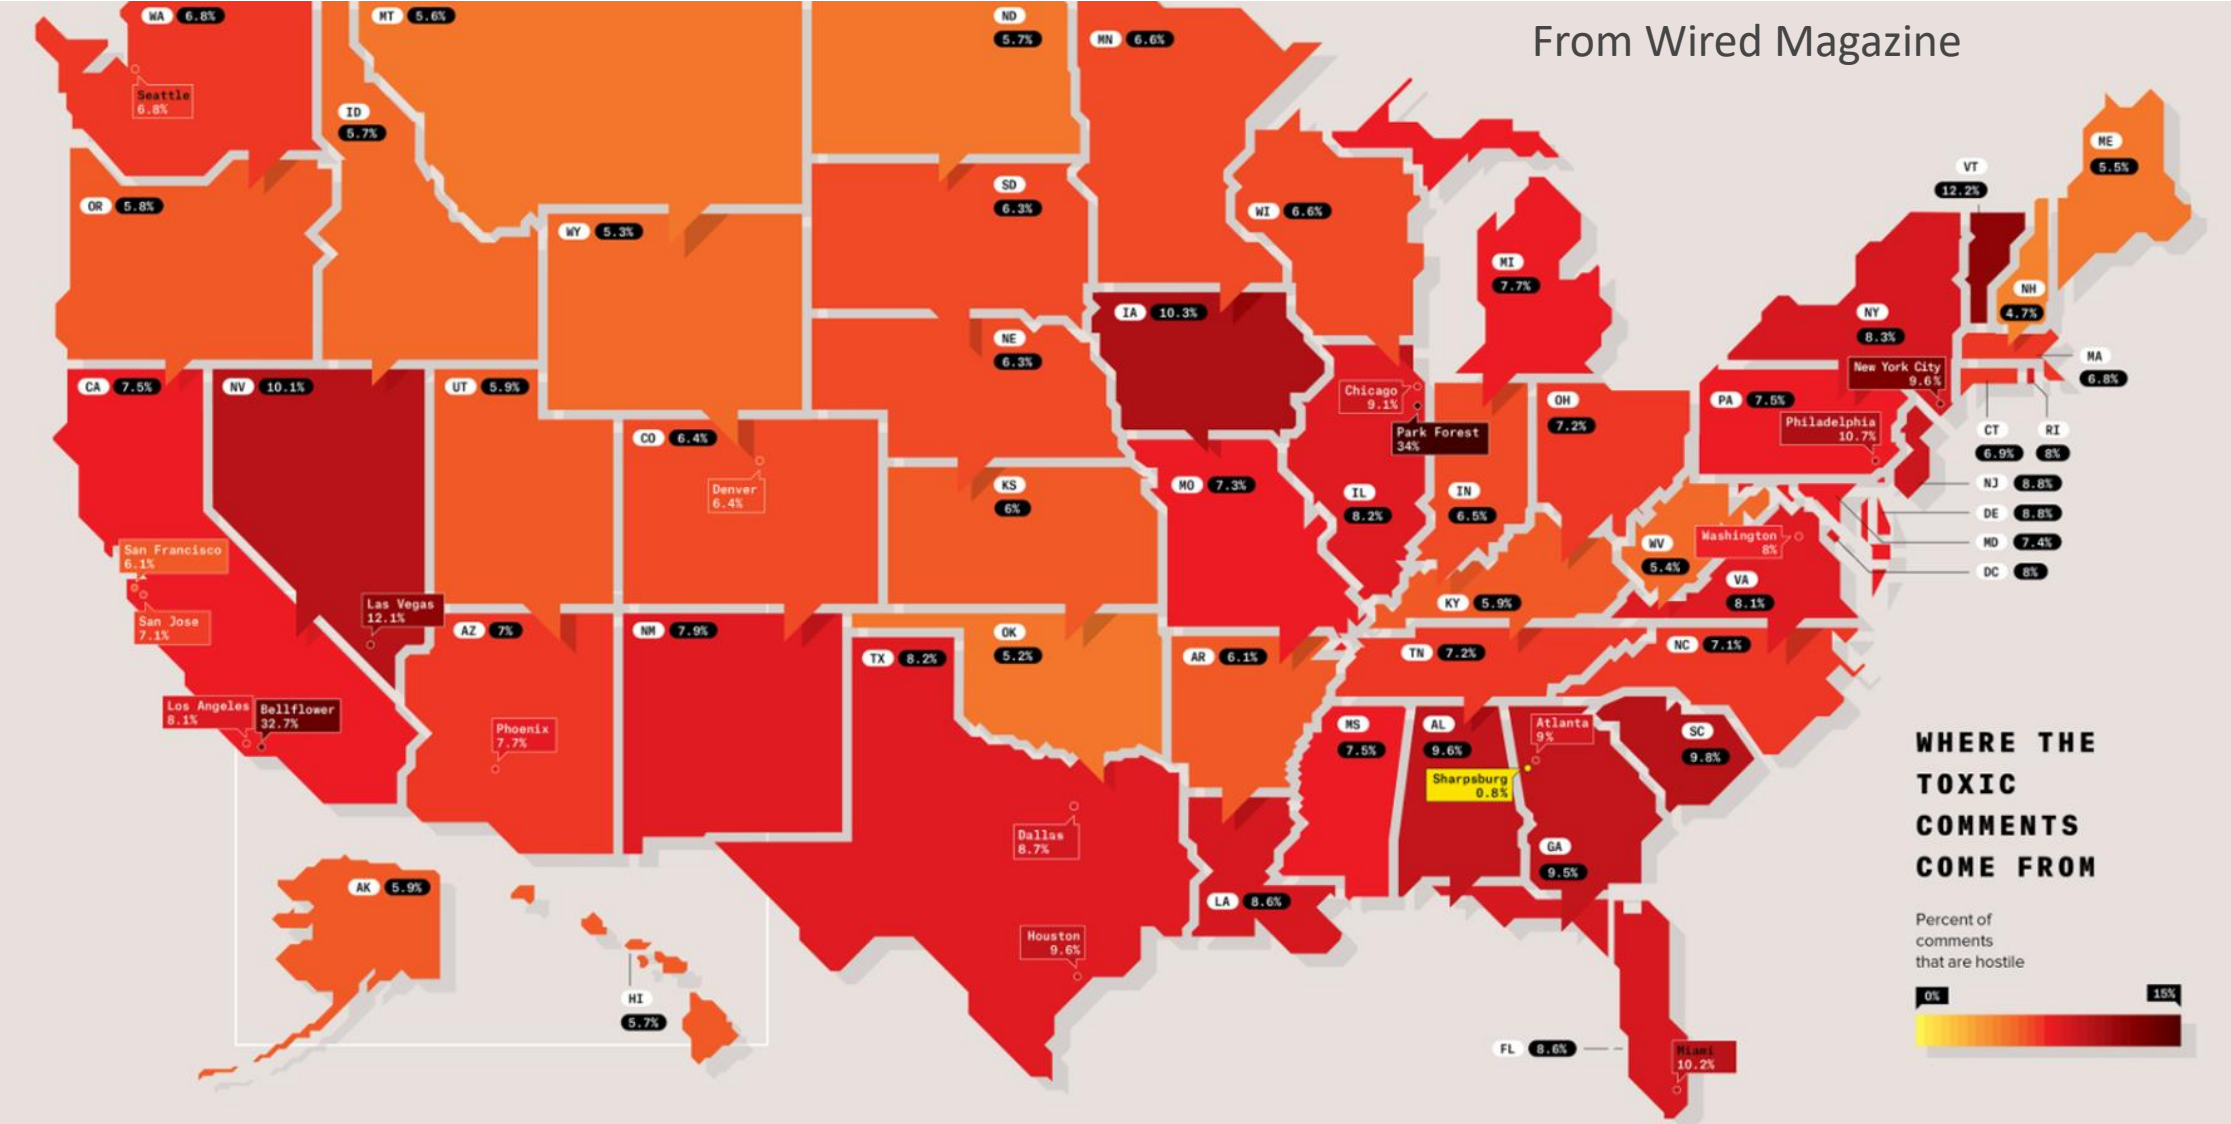 From Wired Magazine
WA 6.8%
MT 5.6%
ND
5.7%
MN 6.6%
Seattle
6.8%
ID
5.7%
ME
5.5%
VT
12.2%
OR 5.8%
WY 5.3%
SD
6.3%
WI 6.6%
MI
7.7%
NH
4.7%
NY
8.3%
IA 10.3%
NE
6.3%
MA
6.8%
New York City
9.6%
CA 7.5%
NV 10.1%
UT 5.9%
Chicago
9.1%
OH
7.2%
PA 7.5%
Philadelphia
10.7%
CT
6.9%
RI
8%
CO 6.4%
Park Forest
34%
Denver
6.4%
KS
6%
MO 7.3%
IL
8.2%
IN
6.5%
NJ 8.8%
DE 8.8%
MD 7.4%
DC 8%
Washington
8%
WV
5.4%
VA
8.1%
San Francisco
6.1%
San Jose
7.1%
Las Vegas
12.1%
KY 5.9%
AZ 7%
NM 7.9%
OK
5.2%
TX 8.2%
AR 6.1%
TN 7.2%
NC 7.1%
Los Angeles
8.1%
Bellflower
32.7%
Phoenix
7.7%
MS
7.5%
AL
9.6%
Atlanta
9%
SC
9.8%
Sharpsburg
0.8%
Dallas
8.7%
GA
9.5%
AK 5.9%
LA 8.6%
Houston
9.6%
HI
5.7%
FL 8.6%
Miami
10.2%
WHERE THE
TOXIC
COMMENTS
COME FROM
Percent of
comments
that are hostile
0%
15%